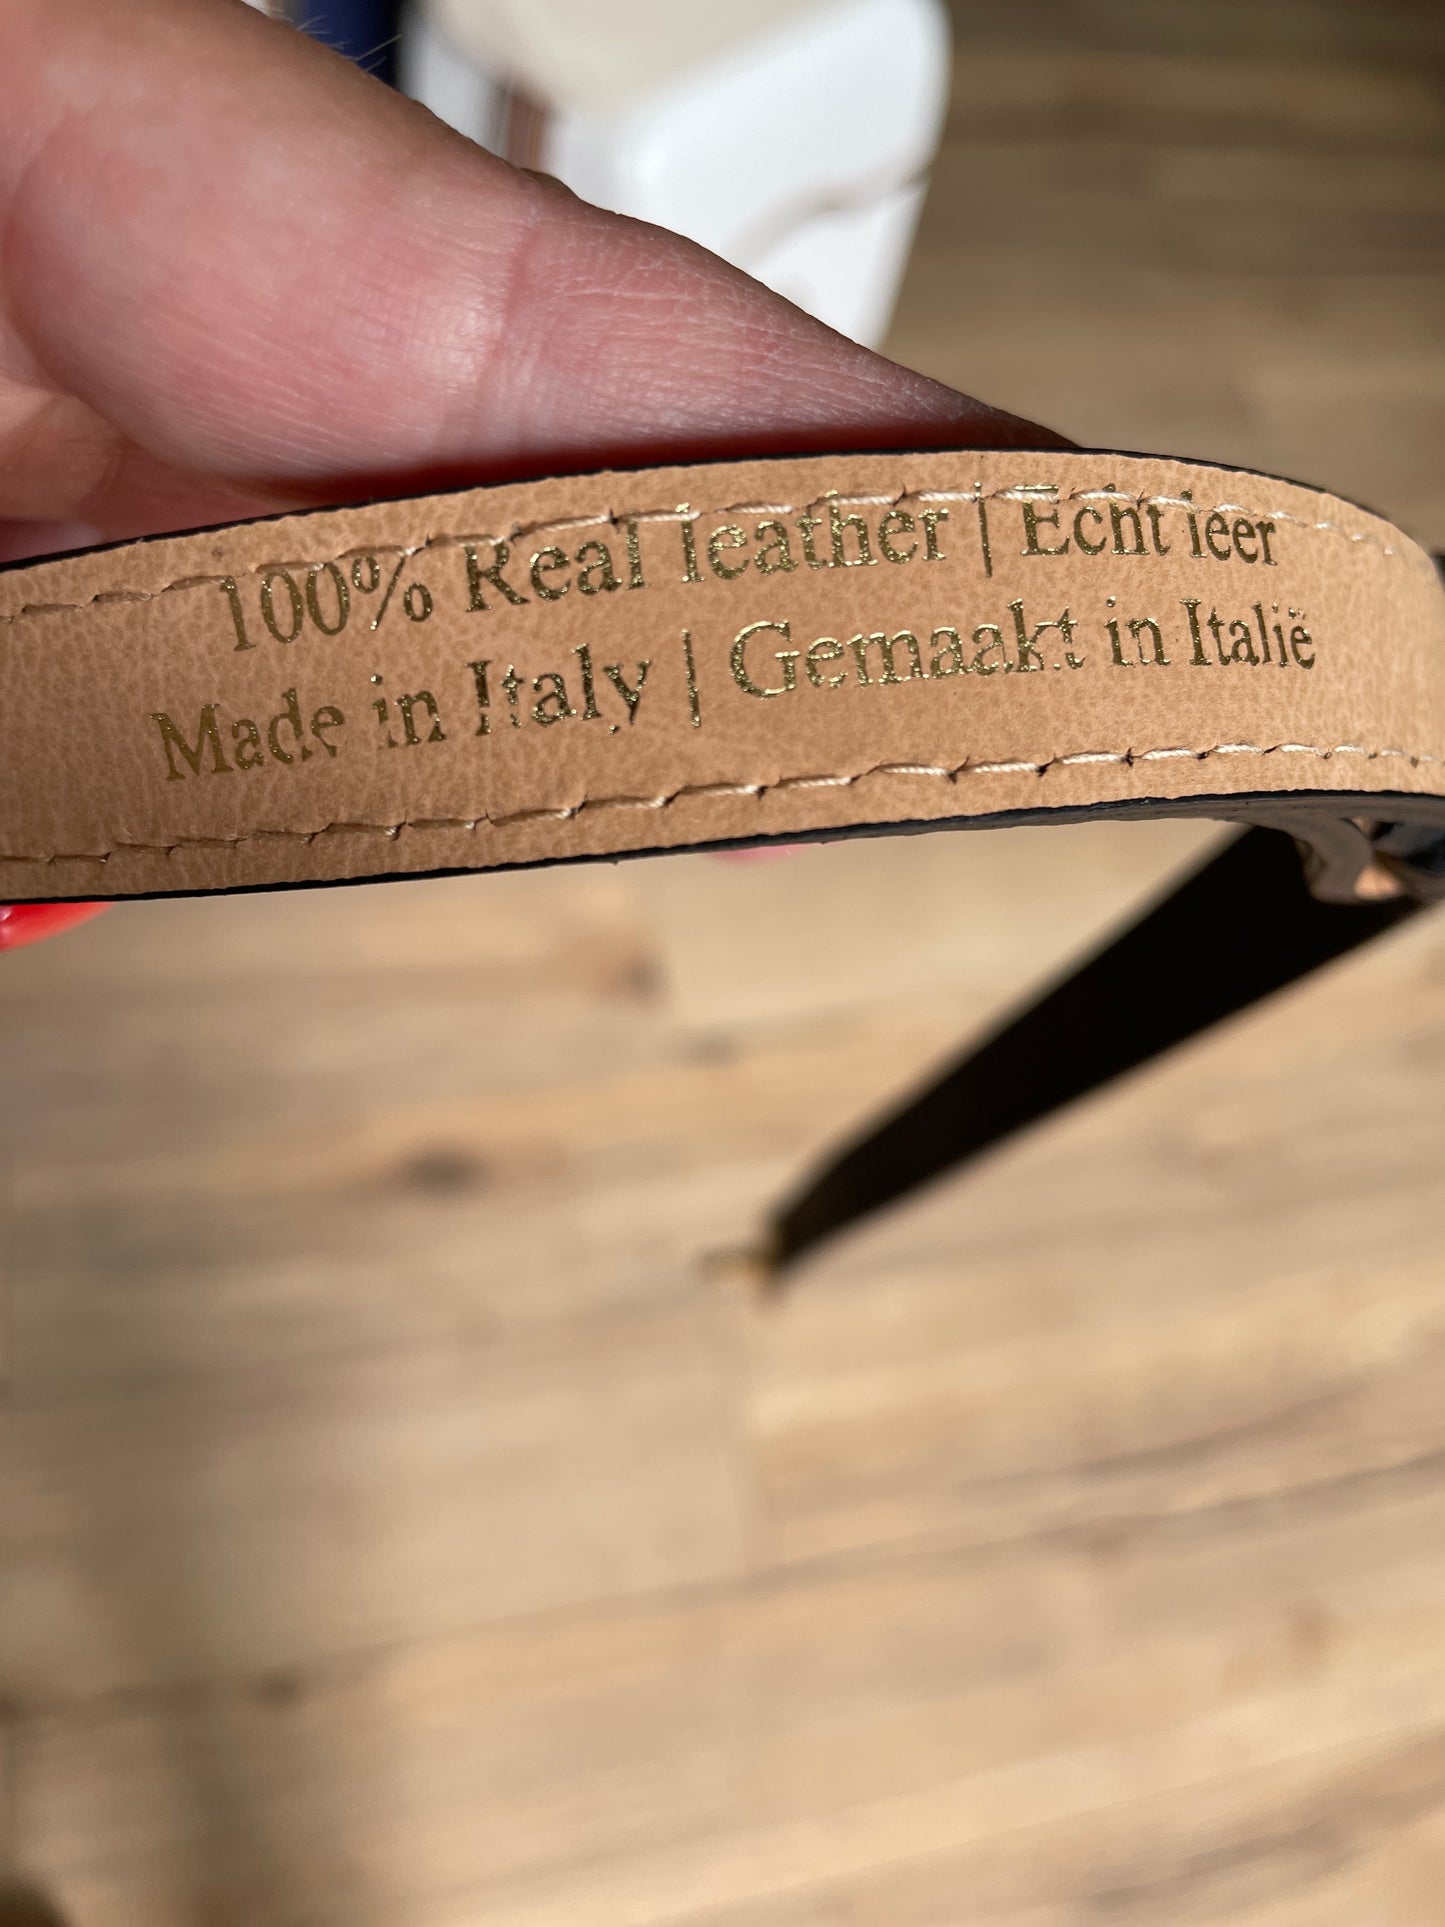 100% Real leather | Echt leer
Made in Italy | Gemaakt in Italië